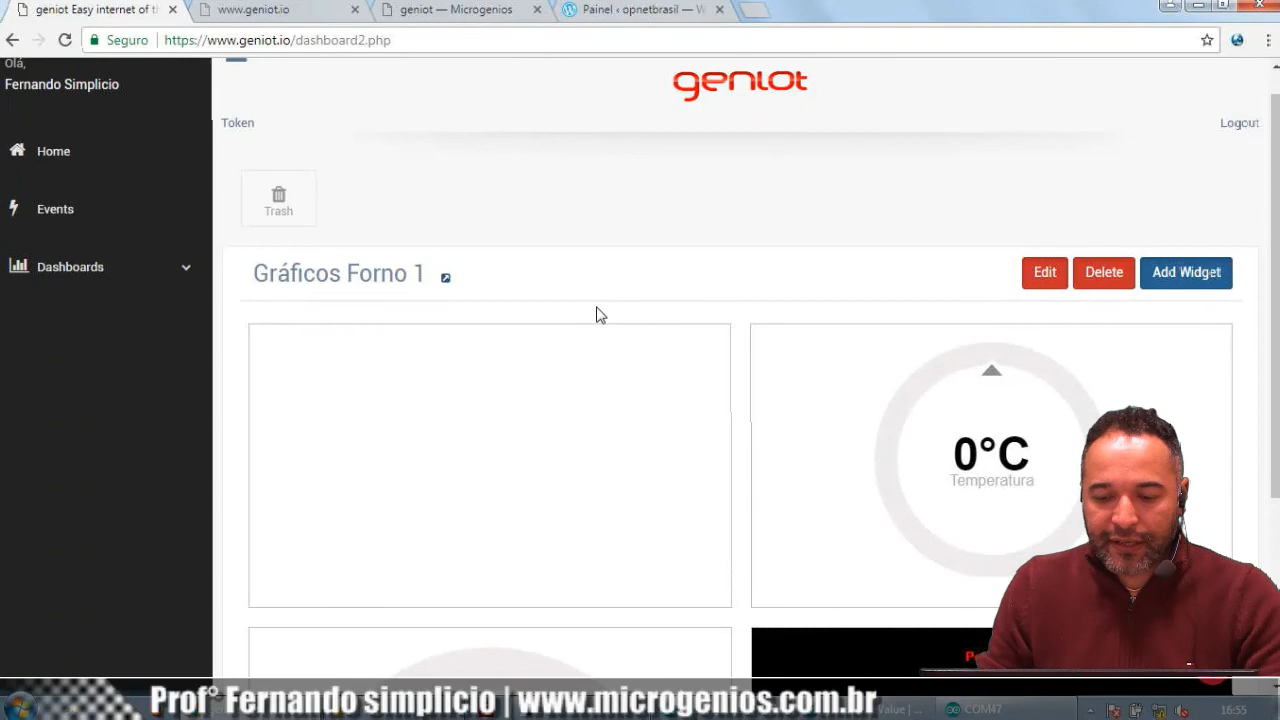 geniot Easy internet of t
www.geniot.io
geniot — Microgenios
Painel ‹ opnetbrasil — W
Seguro
https://www.geniot.io/dashboard2.php
Olá,
Fernando Simplicio
geniot
Token
Logout
Home
Events
Dashboards
Trash
Gráficos Forno 1
Edit
Delete
Add Widget
0°C
Temperatura
Profº Fernando simplicio | www.microgenios.com.br
Value | ...
COM47
16:55